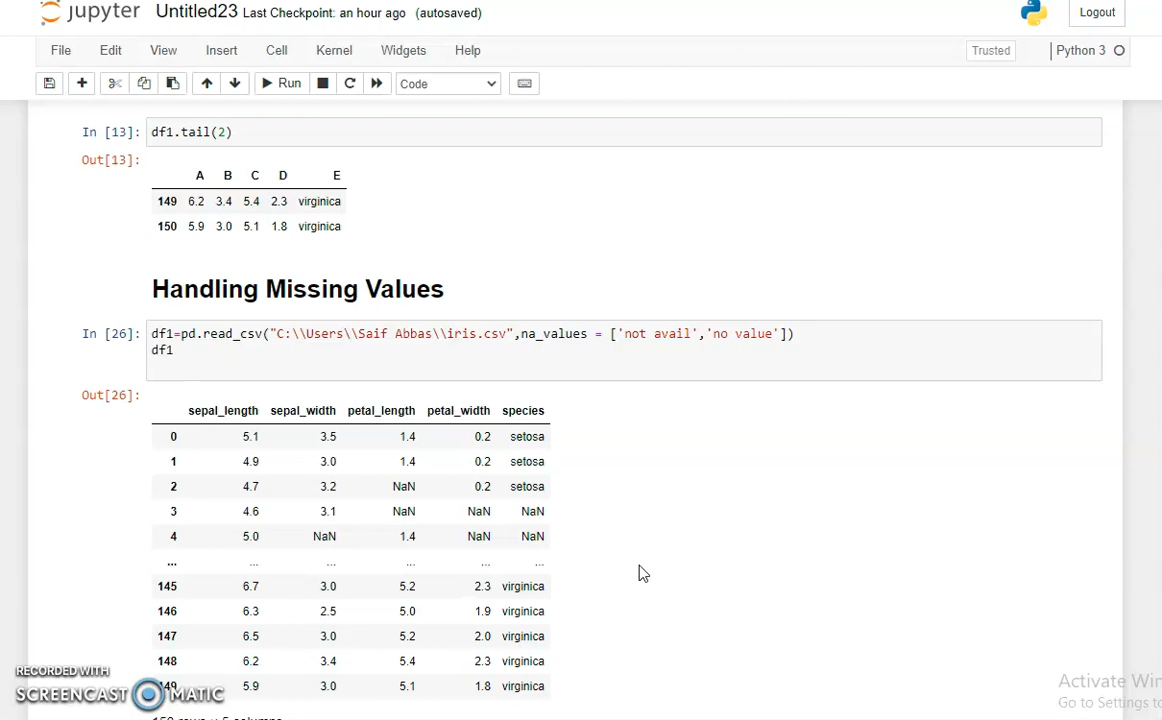 jupyter Untitled23 Last Checkpoint: an hour ago (autosaved)
Logout
File Edit View Insert Cell Kernel Widgets Help Trusted Python 3
Run Code
In [13]: df1.tail(2)
Out[13]:
A B C D E
149 6.2 3.4 5.4 2.3 virginica
150 5.9 3.0 5.1 1.8 virginica
Handling Missing Values
In [26]: df1=pd.read_csv("C:\\Users\\Saif Abbas\\iris.csv",na_values = ['not avail','no value'])
df1
Out[26]:
sepal_length sepal_width petal_length petal_width species
0 5.1 3.5 1.4 0.2 setosa
1 4.9 3.0 1.4 0.2 setosa
2 4.7 3.2 NaN 0.2 setosa
3 4.6 3.1 NaN NaN NaN
4 5.0 NaN 1.4 NaN NaN
... ... ... ... ... ...
145 6.7 3.0 5.2 2.3 virginica
146 6.3 2.5 5.0 1.9 virginica
147 6.5 3.0 5.2 2.0 virginica
148 6.2 3.4 5.4 2.3 virginica
149 5.9 3.0 5.1 1.8 virginica
150 rows x 5 columns
RECORDED WITH
SCREENCAST MATIC
Activate Win
Go to Settings to